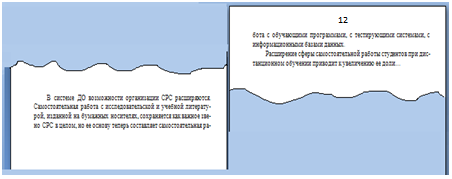 В системе ДО возможности организации СРС расширяются.
Самостоятельная работа с исследовательской и учебной литерату-
рой, изданной на бумажных носителях, сохраняется как важное зве-
но СРС в целом, но ее основу теперь составляет самостоятельная ра-
12
бота с обучающими программами, с тестирующими системами, с
информационными базами данных.
Расширение сферы самостоятельной работы студентов при дис-
танционном обучении приводит к увеличению ее доли...